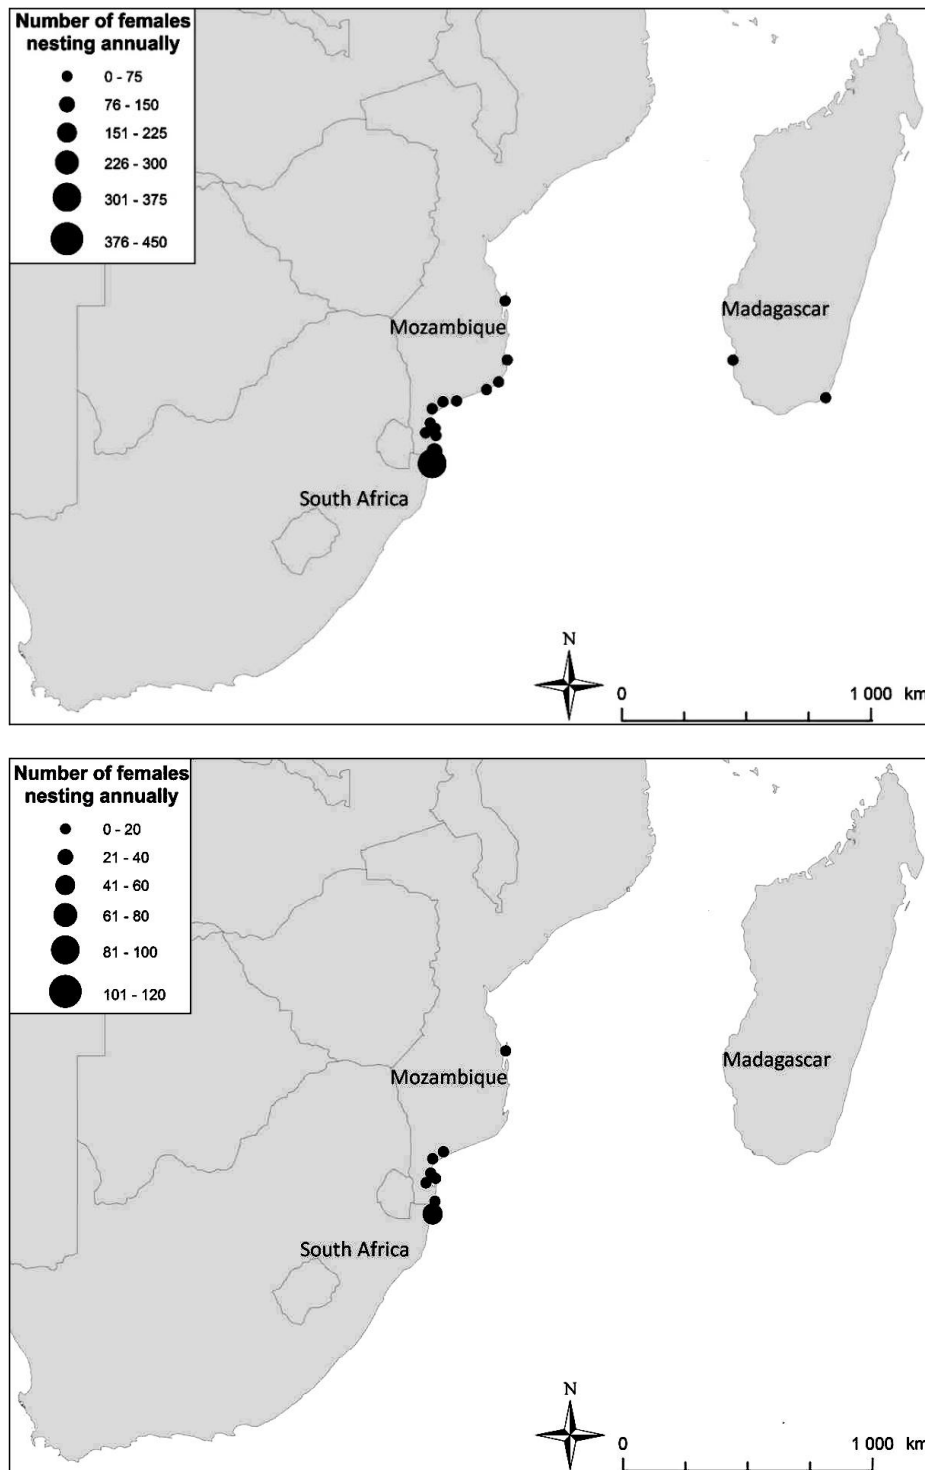 Number of females
nesting annually
0 - 75
76 - 150
151 - 225
226 - 300
301 - 375
376 - 450
Madagascar
Mozambique
South Africa
N
0 1 000 km
Number of females
nesting annually
0 - 20
21 - 40
41 - 60
61 - 80
81 - 100
101 - 120
Madagascar
Mozambique
South Africa
N
0 1 000 km